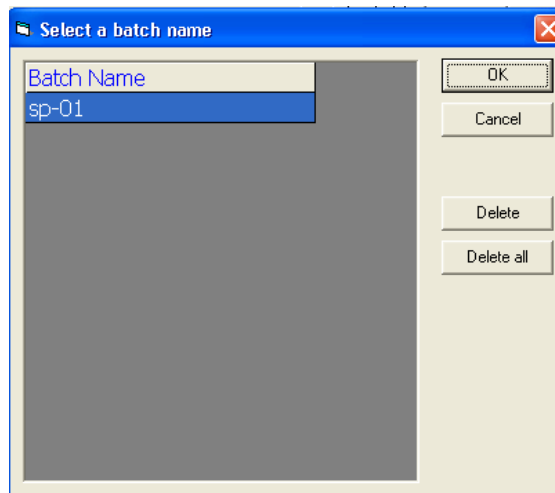 Select a batch name
Batch Name
sp-01
OK
Cancel
Delete
Delete all